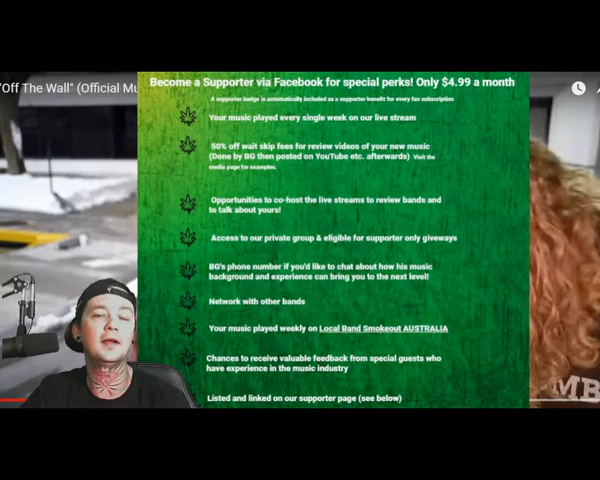 "Off The Wall" (Official Mu
Become a Supporter via Facebook for special perks! Only $4.99 a month
A supporter badge is automatically included as a supporter benefit for every fan subscription
Your music played every single week on our live stream
50% off wait skip fees for review videos of your new music
(Done by BG then posted on YouTube etc. afterwards) Visit the
media page for examples.
Opportunities to co-host the live streams to review bands and
to talk about yours!
Access to our private group & eligible for supporter only giveways
BG's phone number if you'd like to chat about how his music
background and experience can bring you to the next level!
Network with other bands
Your music played weekly on Local Band Smokeout AUSTRALIA
Chances to receive valuable feedback from special guests who
have experience in the music industry
Listed and linked on our supporter page (see below)
MB